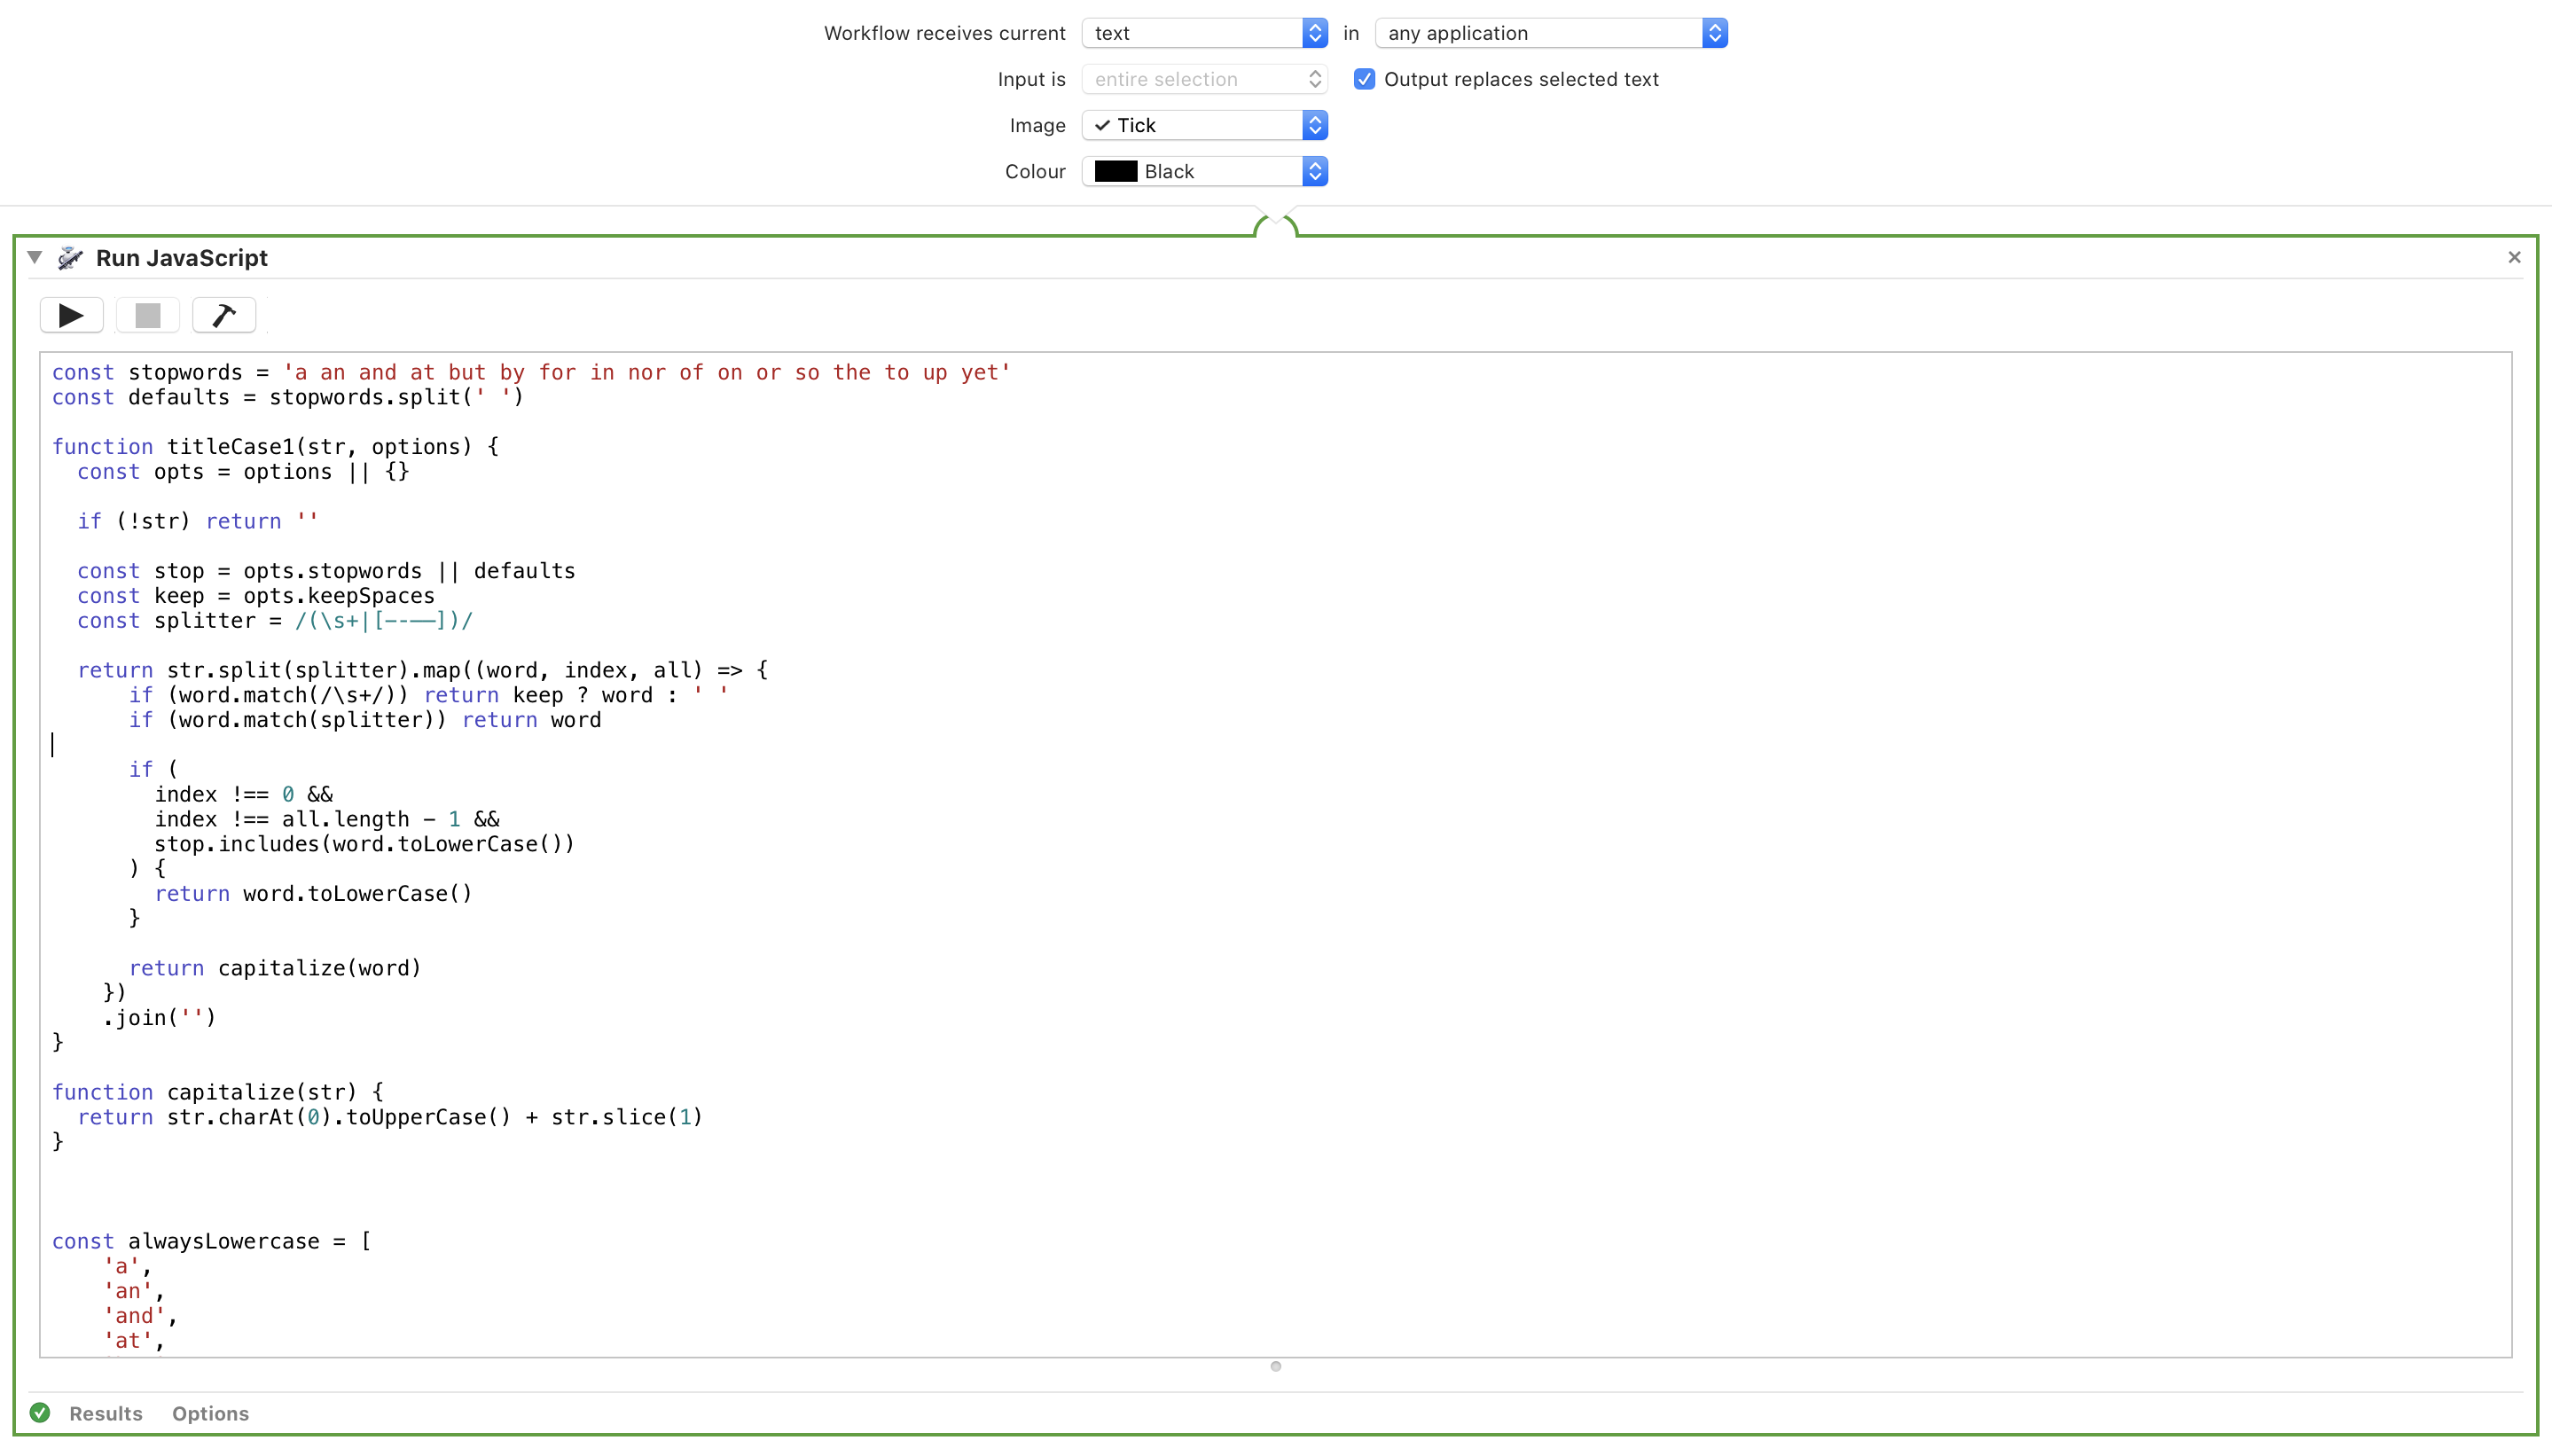 Workflow receives current text in any application
Input is entire selection Output replaces selected text
Image Tick
Colour Black
Run JavaScript
const stopwords = 'a an and at but by for in nor of on or so the to up yet'
const defaults = stopwords.split(' ')

function titleCase1(str, options) {
  const opts = options || {}

  if (!str) return ''

  const stop = opts.stopwords || defaults
  const keep = opts.keepSpaces
  const splitter = /(\s+|[-‑–—])/

  return str.split(splitter).map((word, index, all) => {
      if (word.match(/\s+/)) return keep ? word : ' '
      if (word.match(splitter)) return word

      if (
        index !== 0 &&
        index !== all.length - 1 &&
        stop.includes(word.toLowerCase())
      ) {
        return word.toLowerCase()
      }

      return capitalize(word)
    })
    .join('')
}

function capitalize(str) {
  return str.charAt(0).toUpperCase() + str.slice(1)
}

const alwaysLowercase = [
    'a',
    'an',
    'and',
    'at',
Results Options